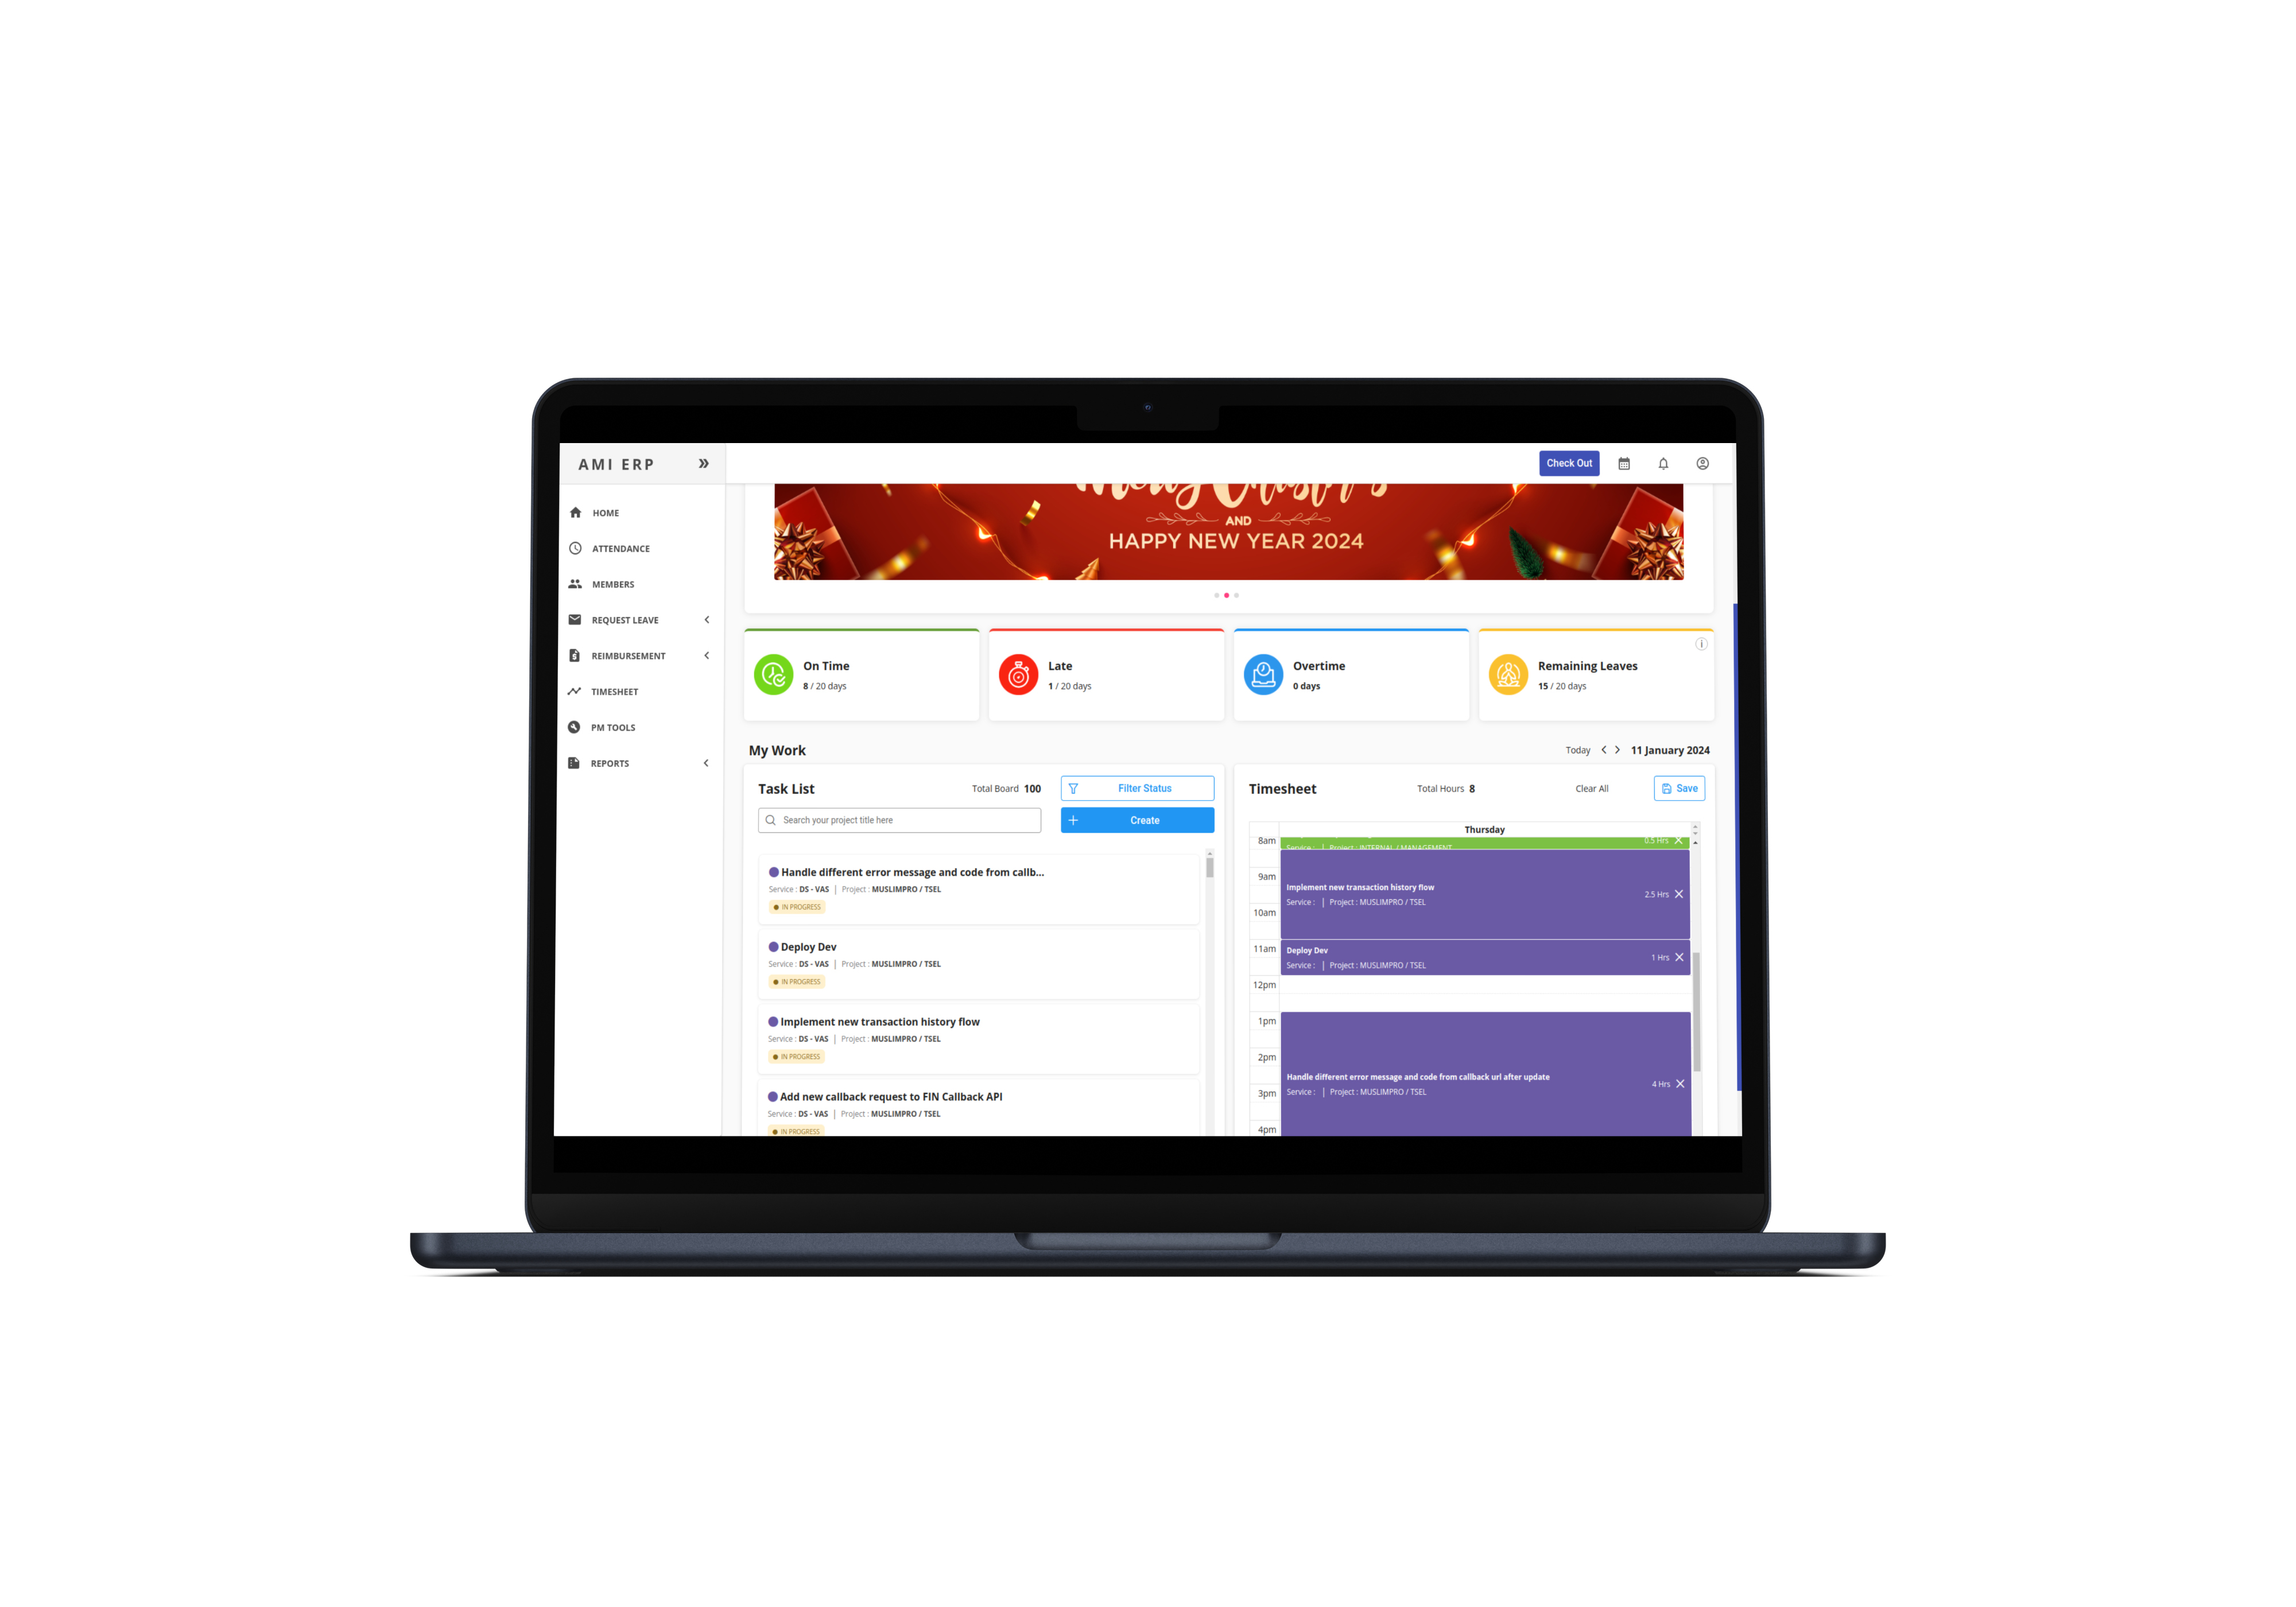 AMI ERP
Check Out
HOME
ATTENDANCE
MEMBERS
REQUEST LEAVE
REIMBURSEMENT
TIMESHEET
PM TOOLS
REPORTS
AND
HAPPY NEW YEAR 2024
On Time
8 / 20 days
Late
1 / 20 days
Overtime
0 days
Remaining Leaves
15 / 20 days
My Work
Today
11 January 2024
Task List
Total Board 100
Filter Status
Search your project title here
Create
Handle different error message and code from callb...
Service : DS - VAS | Project : MUSLIMPRO / TSEL
IN PROGRESS
Deploy Dev
Service : DS - VAS | Project : MUSLIMPRO / TSEL
IN PROGRESS
Implement new transaction history flow
Service : DS - VAS | Project : MUSLIMPRO / TSEL
IN PROGRESS
Add new callback request to FIN Callback API
Service : DS - VAS | Project : MUSLIMPRO / TSEL
IN PROGRESS
Timesheet
Total Hours 8
Clear All
Save
Thursday
8am
Service : | Project : INTERNAL / MANAGEMENT
0.5 Hrs
9am
Implement new transaction history flow
Service : | Project : MUSLIMPRO / TSEL
2.5 Hrs
10am
11am
Deploy Dev
Service : | Project : MUSLIMPRO / TSEL
1 Hrs
12pm
1pm
2pm
Handle different error message and code from callback url after update
Service : | Project : MUSLIMPRO / TSEL
4 Hrs
3pm
4pm